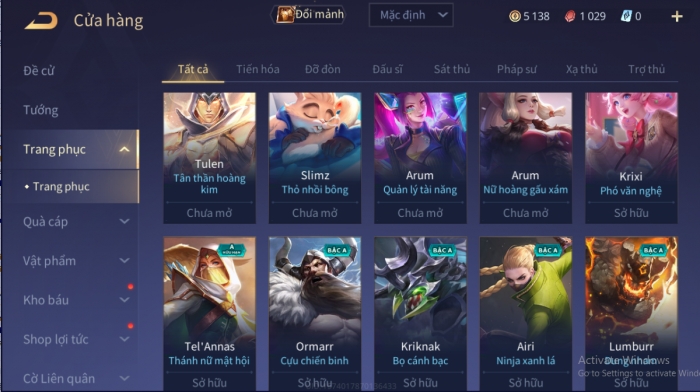 Cửa hàng
Đổi mảnh
Mặc định
5 138
1 029
0
Đề cử
Tướng
Trang phục
Trang phục
Quà cáp
Vật phẩm
Kho báu
Shop lợi tức
Cờ Liên quân
Tất cả
Tiến hóa
Đỡ đòn
Đấu sĩ
Sát thủ
Pháp sư
Xạ thủ
Trợ thủ
Tulen
Tân thần hoàng
kim
Chưa mở
Slimz
Thỏ nhồi bông
Chưa mở
Arum
Quản lý tài năng
Chưa mở
Arum
Nữ hoàng gấu xám
Chưa mở
Krixi
Phó văn nghệ
Sở hữu
A
Tel'Annas
Thánh nữ mật hội
Sở hữu
BẬC A
Ormarr
Cựu chiến binh
Sở hữu
BẬC A
Kriknak
Bọ cánh bạc
Sở hữu
BẬC A
Airi
Ninja xanh lá
Sở hữu
BẬC A
Lumburr
Dung nham
Sở hữu
Activate Windows
Go to Settings to activate Wind